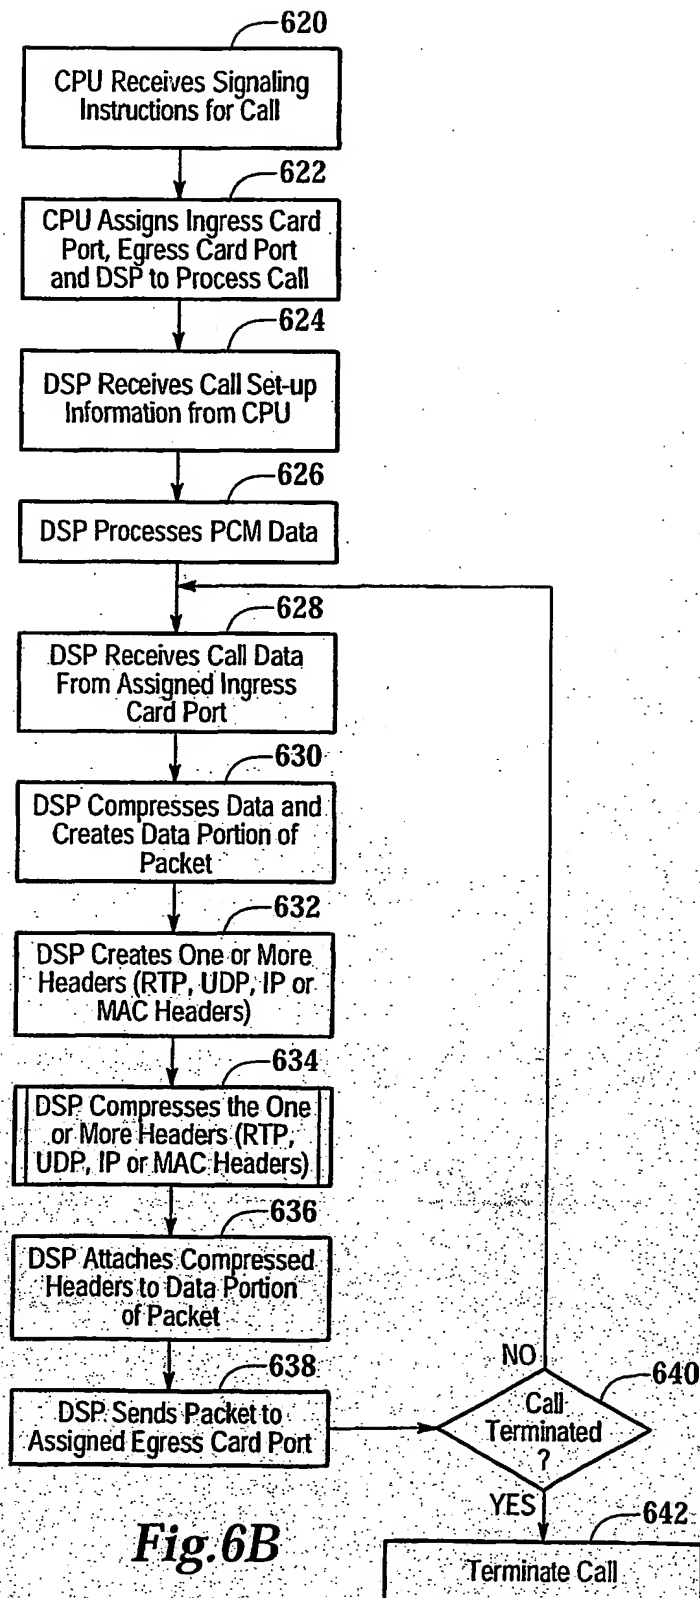 620
CPU Receives Signaling
Instructions for Call
622
CPU Assigns Ingress Card
Port, Egress Card Port
and DSP to Process Call
624
DSP Receives Call Set-up
Information from CPU
626
DSP Processes PCM Data
628
DSP Receives Call Data
From Assigned Ingress
Card Port
630
DSP Compresses Data and
Creates Data Portion of
Packet
632
DSP Creates One or More
Headers (RTP, UDP, IP or
MAC Headers)
634
DSP Compresses the One
or More Headers (RTP,
UDP, IP or MAC Headers)
636
DSP Attaches Compressed
Headers to Data Portion
of Packet
638
DSP Sends Packet to
Assigned Egress Card Port
NO
640
Call
Terminated
?
YES
642
Terminate Call
Fig.6B